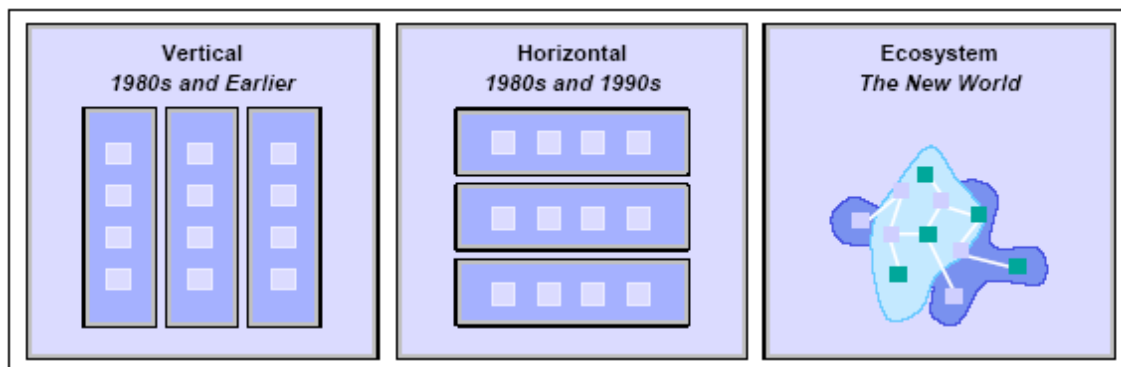 Vertical
1980s and Earlier
Horizontal
1980s and 1990s
Ecosystem
The New World